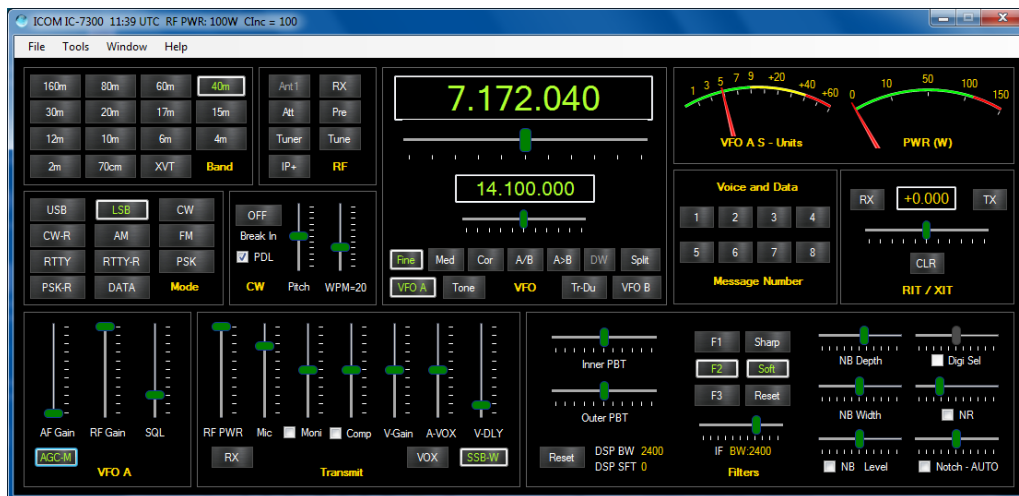 ICOM IC-7300 11:39 UTC RF PWR: 100W CInc = 100
File Tools Window Help
160m 80m 60m 40m
30m 20m 17m 15m
12m 10m 6m 4m
2m 70cm XVT Band
Ant1 RX
Att Pre
Tuner Tune
IP+ RF
7.172.040
14.100.000
Fine Med Cor A/B A>B DW Split
VFO A Tone VFO Tr-Du VFO B
1 3 5 7 9 +20 +40 +60
VFO A S - Units
0 10 50 100 150
PWR (W)
USB LSB CW
CW-R AM FM
RTTY RTTY-R PSK
PSK-R DATA Mode
OFF
Break In
PDL
CW Pitch WPM=20
Voice and Data
1 2 3 4
5 6 7 8
Message Number
RX +0.000 TX
CLR
RIT / XIT
AF Gain RF Gain SQL
AGC-M
VFO A
RF PWR Mic Moni Comp V-Gain A-VOX V-DLY
RX VOX SSB-W
Transmit
Inner PBT
Outer PBT
Reset DSP BW 2400
DSP SFT 0
F1 Sharp
F2 Soft
F3 Reset
IF BW:2400
Filters
NB Depth Digi Sel
NB Width NR
NB Level Notch - AUTO